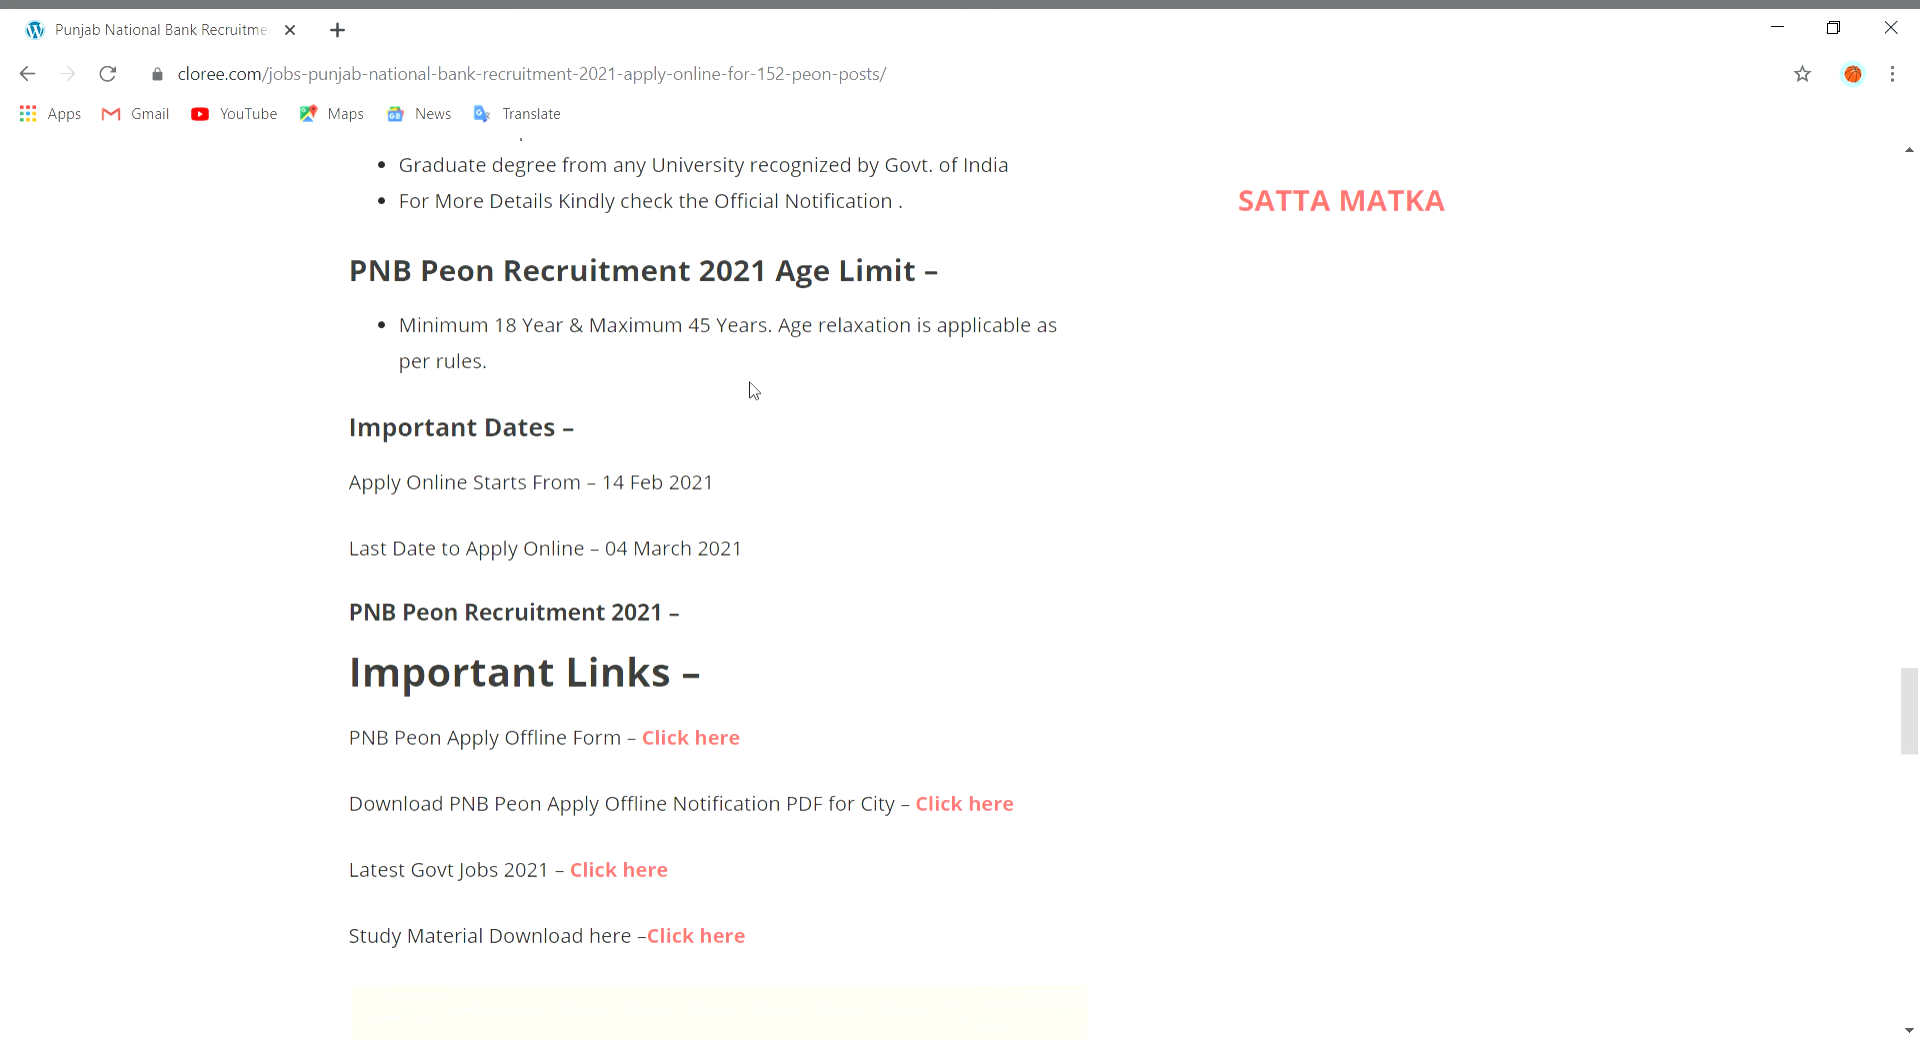 Punjab National Bank Recruitme
cloree.com/jobs-punjab-national-bank-recruitment-2021-apply-online-for-152-peon-posts/
Apps Gmail YouTube Maps News Translate
• Graduate degree from any University recognized by Govt. of India
• For More Details Kindly check the Official Notification .
SATTA MATKA
PNB Peon Recruitment 2021 Age Limit –
• Minimum 18 Year & Maximum 45 Years. Age relaxation is applicable as
per rules.
Important Dates –
Apply Online Starts From – 14 Feb 2021
Last Date to Apply Online – 04 March 2021
PNB Peon Recruitment 2021 –
Important Links –
PNB Peon Apply Offline Form – Click here
Download PNB Peon Apply Offline Notification PDF for City – Click here
Latest Govt Jobs 2021 – Click here
Study Material Download here –Click here